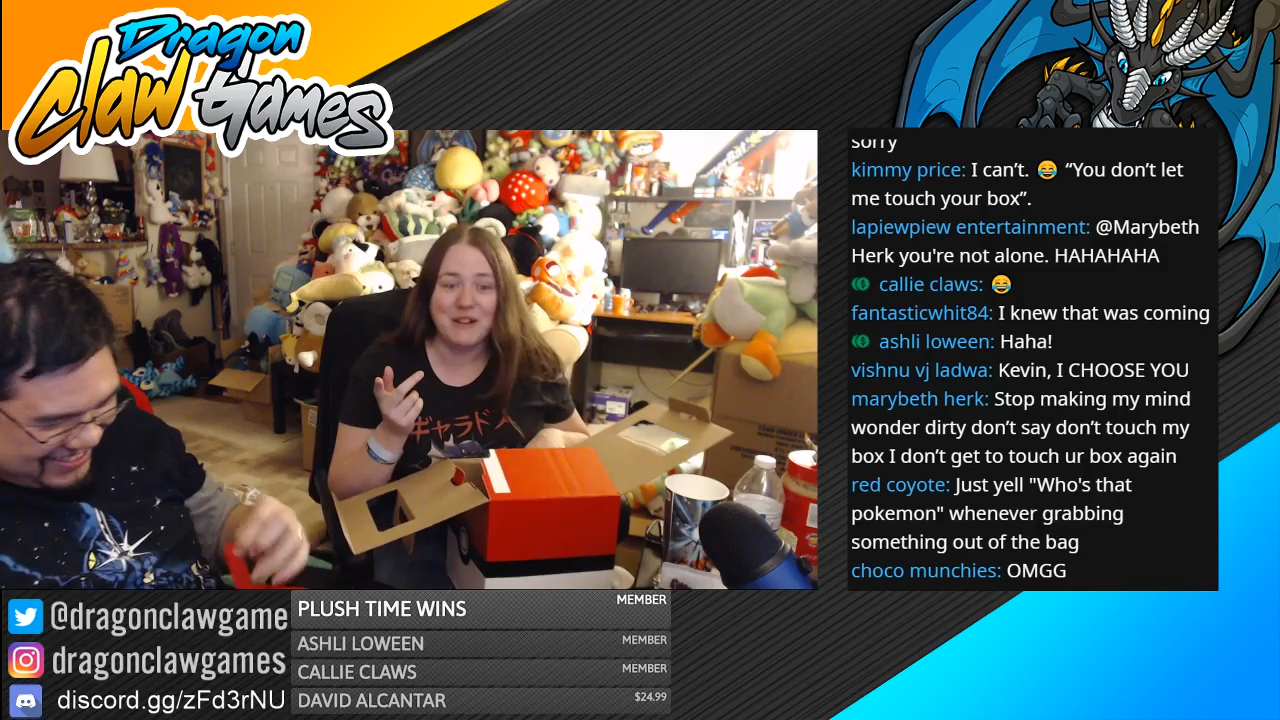 Dragon
Claw Games
sorry
kimmy price: I can't. 😂 “You don't let
me touch your box”.
lapiewpiew entertainment: @Marybeth
Herk you're not alone. HAHAHAHA
callie claws: 😂
fantasticwhit84: I knew that was coming
ashli loween: Haha!
vishnu vj ladwa: Kevin, I CHOOSE YOU
marybeth herk: Stop making my mind
wonder dirty don't say don't touch my
box I don't get to touch ur box again
red coyote: Just yell "Who's that
pokemon" whenever grabbing
something out of the bag
choco munchies: OMGG
ギャラドス
@dragonclawgame
dragonclawgames
discord.gg/zFd3rNU
PLUSH TIME WINS MEMBER
ASHLI LOWEEN MEMBER
CALLIE CLAWS MEMBER
DAVID ALCANTAR $24.99